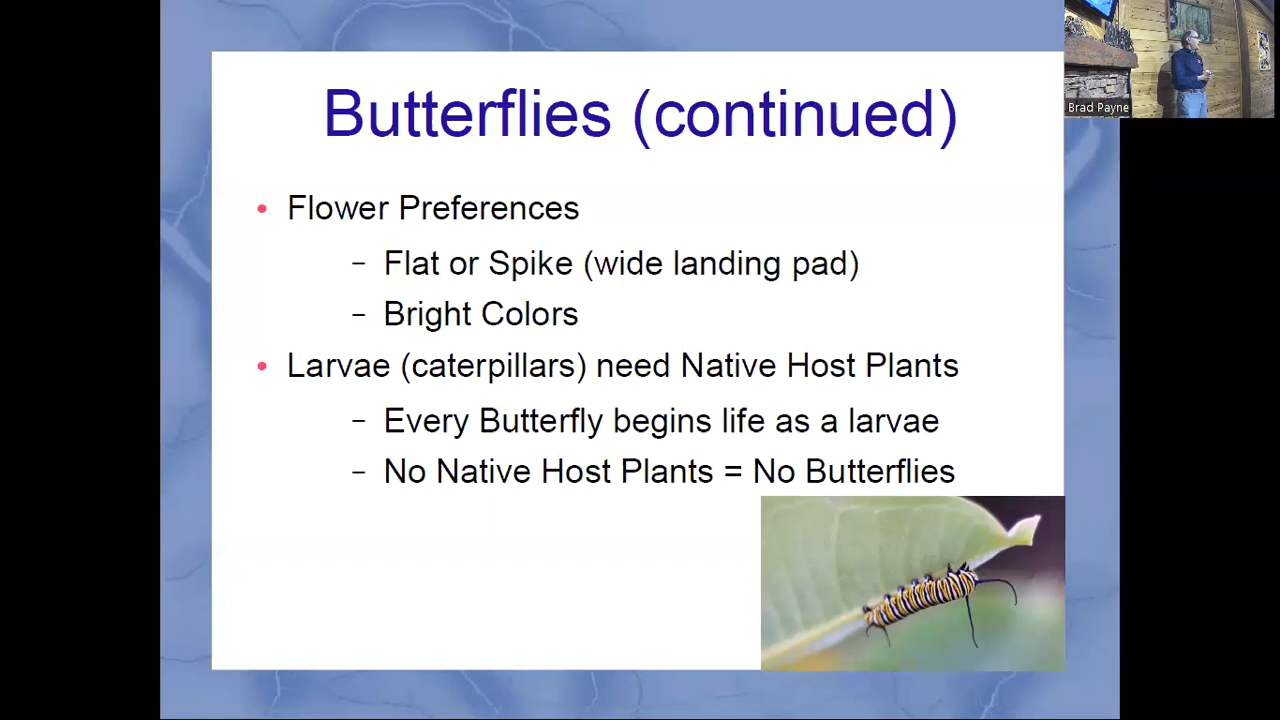 Butterflies (continued)
• Flower Preferences
– Flat or Spike (wide landing pad)
– Bright Colors
• Larvae (caterpillars) need Native Host Plants
– Every Butterfly begins life as a larvae
– No Native Host Plants = No Butterflies
Brad Payne